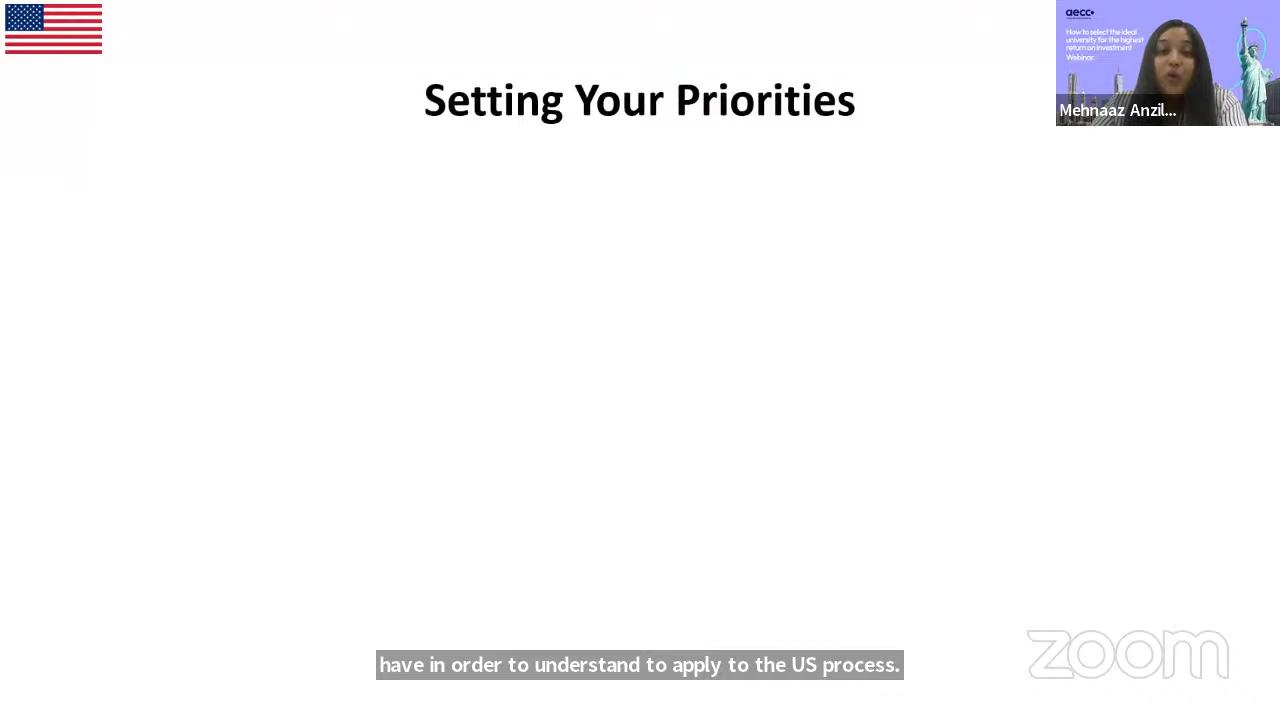 Setting Your Priorities
aecc
How to select the ideal
university for the highest
return on Investment
Webinar.
Mehnaaz Anzil...
have in order to understand to apply to the US process.
zoom